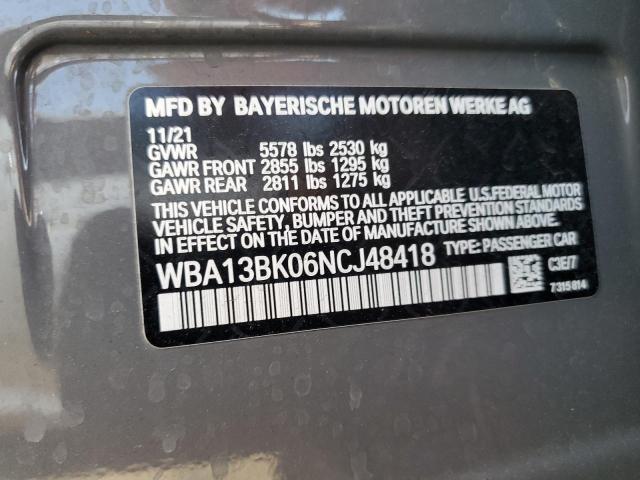 MFD BY BAYERISCHE MOTOREN WERKE AG
11/21
GVWR 5578 lbs 2530 kg
GAWR FRONT 2855 lbs 1295 kg
GAWR REAR 2811 lbs 1275 kg
THIS VEHICLE CONFORMS TO ALL APPLICABLE U.S.FEDERAL MOTOR
VEHICLE SAFETY, BUMPER AND THEFT PREVENTION STANDARDS
IN EFFECT ON THE DATE OF MANUFACTURE SHOWN ABOVE.
WBA13BK06NCJ48418 TYPE: PASSENGER CAR
C3E/7
7315814